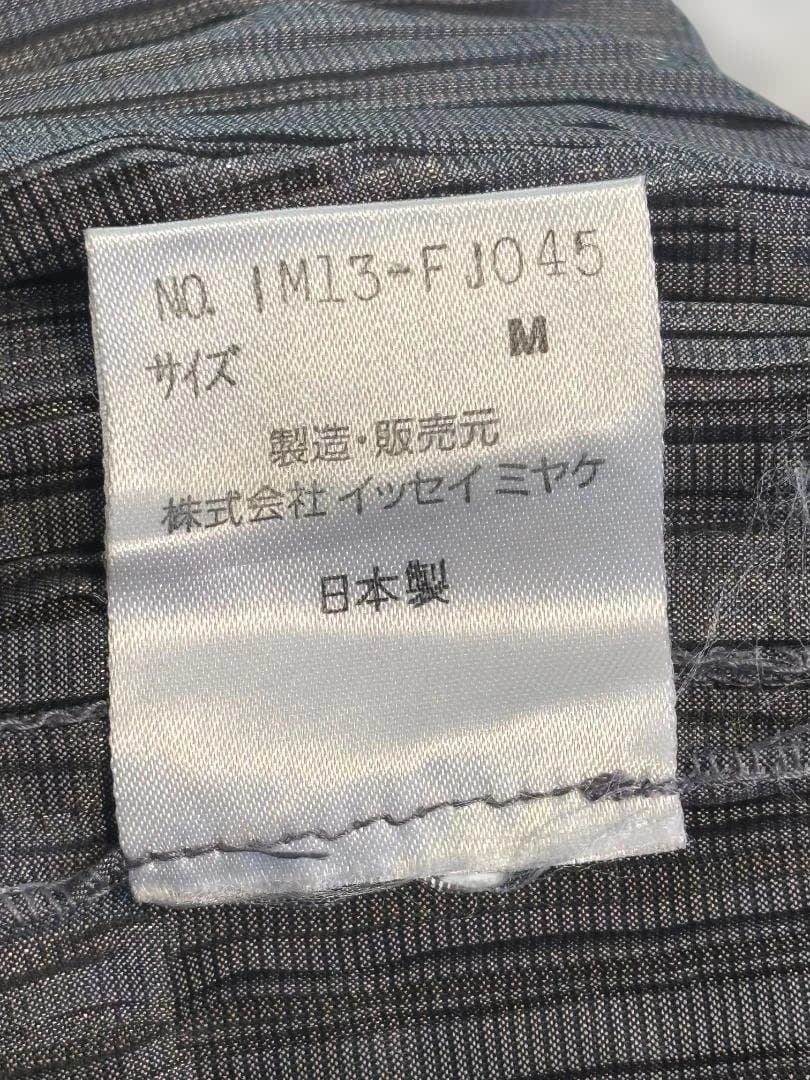 NO. IM13-FJ045
サイズ M
製造・販売元
株式会社 イッセイ ミヤケ
日本製